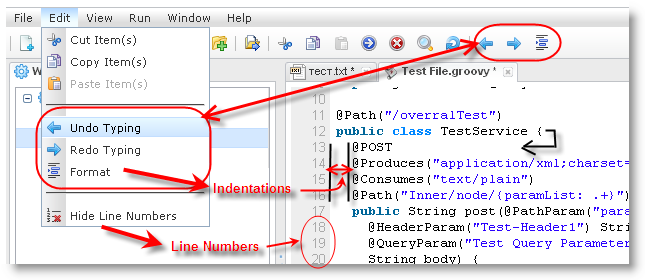 File Edit View Run Window Help
Cut Item(s)
Copy Item(s)
Paste Item(s)
Undo Typing
Redo Typing
Format
Hide Line Numbers
Indentations
Line Numbers
тест.txt *
Test File.groovy *
10
11 @Path("/overralTest")
12 public class TestService {
13 @POST
14 @Produces("application/xml;charset=
15 @Consumes("text/plain")
16 @Path("Inner/node/{paramList: .+}")
17 public String post(@PathParam("para
18 @HeaderParam("Test-Header1") Stri
19 @QueryParam("Test Query Parameter
20 String body) {